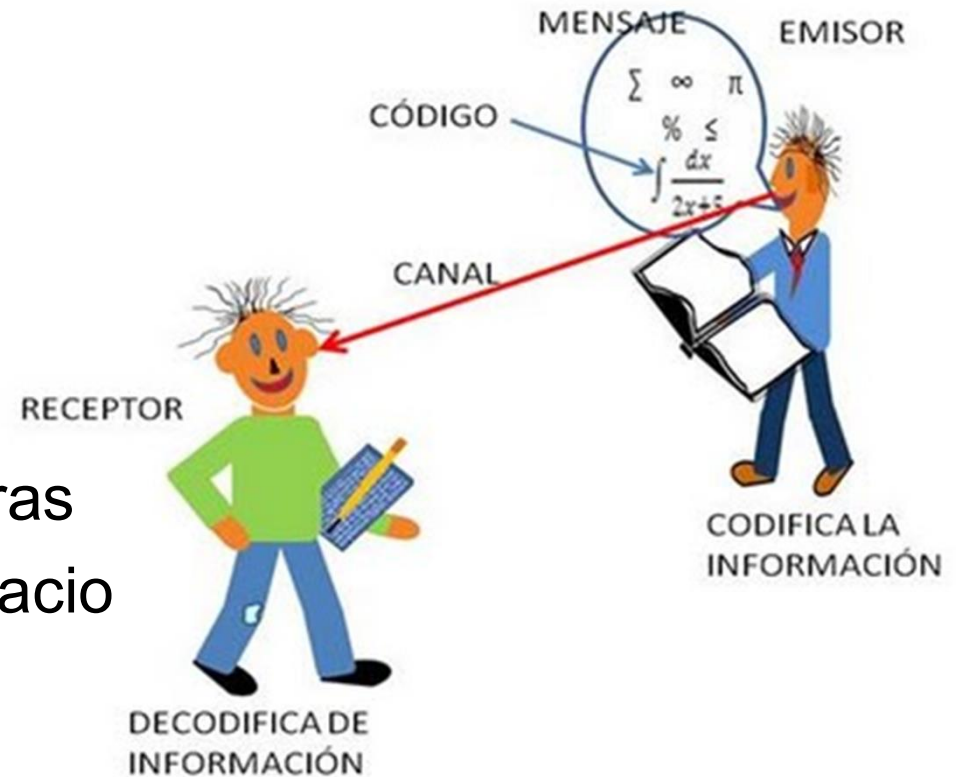 MENSAJE
EMISOR
CÓDIGO
∑ ∞ π
% ≤
∫ dx
2x+5
CANAL
RECEPTOR
CODIFICA LA
INFORMACIÓN
DECODIFICA DE
INFORMACIÓN
ras
acio